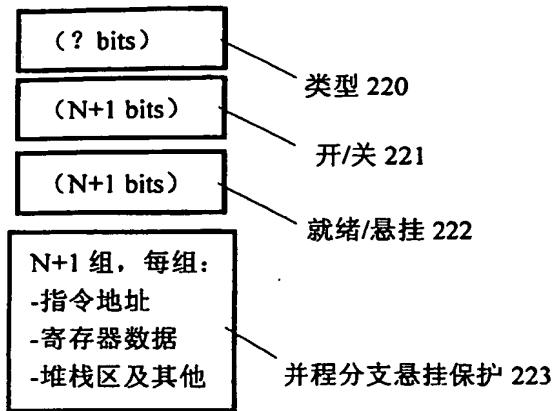 （? bits）
类型 220
（N+1 bits）
开/关 221
（N+1 bits）
就绪/悬挂 222
N+1 组，每组：
-指令地址
-寄存器数据
-堆栈区及其他
并程分支悬挂保护 223